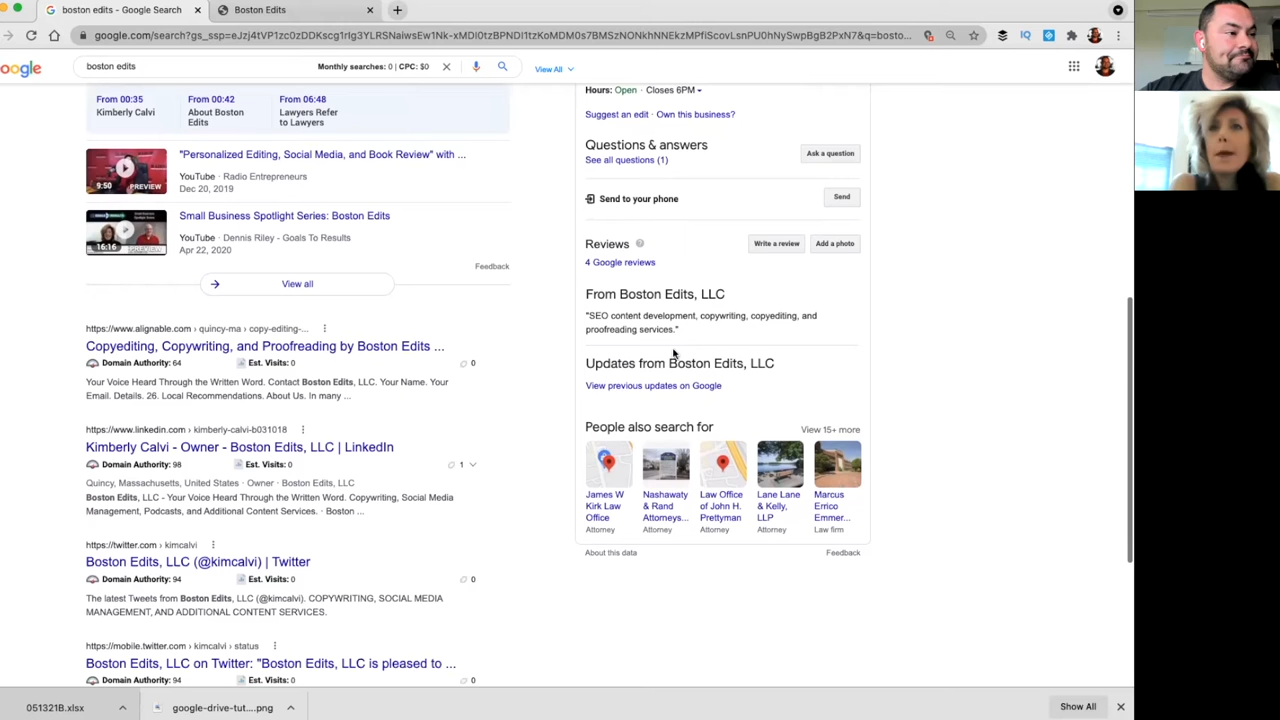 boston edits - Google Search
Boston Edits
google.com/search?gs_ssp=eJzj4tVP1zc0zDDKscg1rIg3YLRSNaiwsEw1Nk-xMDI0tzBPNDI1tzKoMDM0s7BMSzNONkhNNEkzMPfiScovLsnPU0hNySwpBgB2PxN7&q=bosto...
oogle
boston edits
Monthly searches: 0 | CPC: $0
View All
From 00:35
Kimberly Calvi
From 00:42
About Boston
Edits
From 06:48
Lawyers Refer
to Lawyers
"Personalized Editing, Social Media, and Book Review" with ...
YouTube · Radio Entrepreneurs
Dec 20, 2019
9:50 PREVIEW
Small Business Spotlight Series: Boston Edits
YouTube · Dennis Riley - Goals To Results
Apr 22, 2020
16:16 PREVIEW
Feedback
View all
https://www.alignable.com › quincy-ma › copy-editing-...
Copyediting, Copywriting, and Proofreading by Boston Edits ...
Domain Authority: 64 Est. Visits: 0 0
Your Voice Heard Through the Written Word. Contact Boston Edits, LLC. Your Name. Your
Email. Details. 26. Local Recommendations. About Us. In many ...
https://www.linkedin.com › kimberly-calvi-b031018
Kimberly Calvi - Owner - Boston Edits, LLC | LinkedIn
Domain Authority: 98 Est. Visits: 0 1
Quincy, Massachusetts, United States · Owner · Boston Edits, LLC
Boston Edits, LLC - Your Voice Heard Through the Written Word. Copywriting, Social Media
Management, Podcasts, and Additional Content Services. · Boston ...
https://twitter.com › kimcalvi
Boston Edits, LLC (@kimcalvi) | Twitter
Domain Authority: 94 Est. Visits: 0 0
The latest Tweets from Boston Edits, LLC (@kimcalvi). COPYWRITING, SOCIAL MEDIA
MANAGEMENT, AND ADDITIONAL CONTENT SERVICES.
https://mobile.twitter.com › kimcalvi › status
Boston Edits, LLC on Twitter: "Boston Edits, LLC is pleased to ...
Domain Authority: 94 Est. Visits: 0 0
Hours: Open · Closes 6PM
Suggest an edit · Own this business?
Questions & answers
See all questions (1)
Ask a question
Send to your phone
Send
Reviews
Write a review
Add a photo
4 Google reviews
From Boston Edits, LLC
"SEO content development, copywriting, copyediting, and
proofreading services."
Updates from Boston Edits, LLC
View previous updates on Google
People also search for
View 15+ more
James W
Kirk Law
Office
Attorney
Nashawaty
& Rand
Attorneys...
Attorney
Law Office
of John H.
Prettyman
Attorney
Lane Lane
& Kelly,
LLP
Attorney
Marcus
Errico
Emmer...
Law firm
About this data
Feedback
051321B.xlsx
google-drive-tut....png
Show All